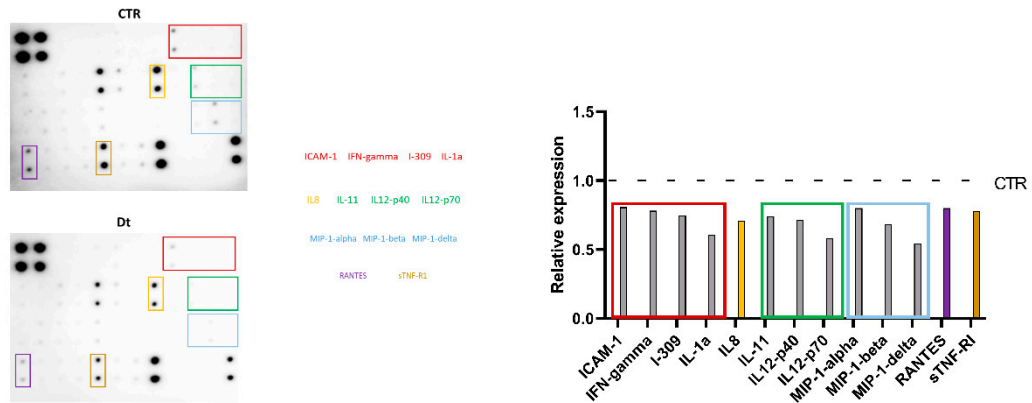 CTR
Dt
ICAM-1 IFN-gamma I-309 IL-1a
IL8 IL-11 IL12-p40 IL12-p70
MIP-1-alpha MIP-1-beta MIP-1-delta
RANTES sTNF-R1
Relative expression
1.5
1.0
0.5
0.0
CTR
ICAM-1
IFN-gamma
I-309
IL-1a
IL8
IL-11
IL12-p40
IL12-p70
MIP-1-alpha
MIP-1-beta
MIP-1-delta
RANTES
sTNF-RI